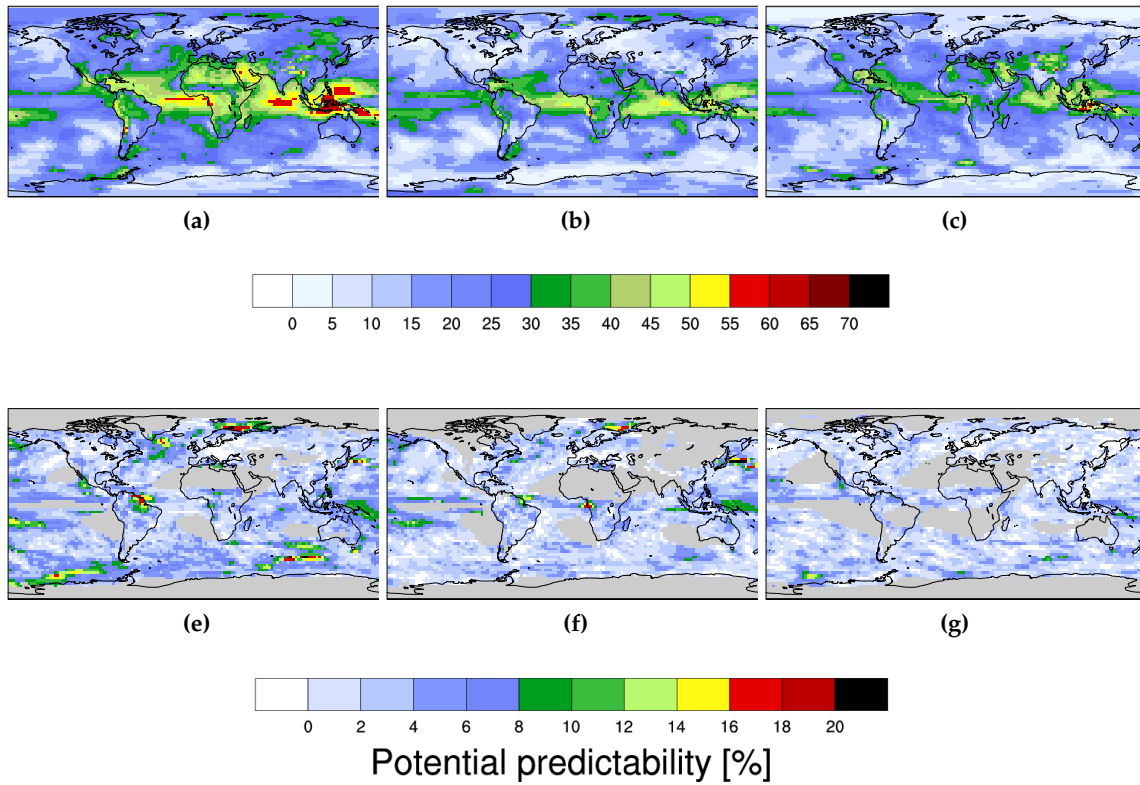 (a) (b) (c)
0 5 10 15 20 25 30 35 40 45 50 55 60 65 70
(e) (f) (g)
0 2 4 6 8 10 12 14 16 18 20
Potential predictability [%]